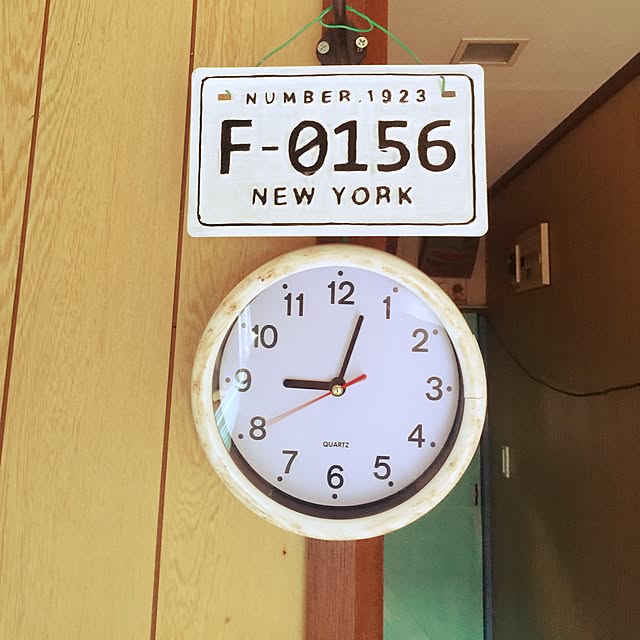 NUMBER.1923
F-0156
NEW YORK
12
11 1
10 2
9 3
8 4
QUARTZ
7 5
6